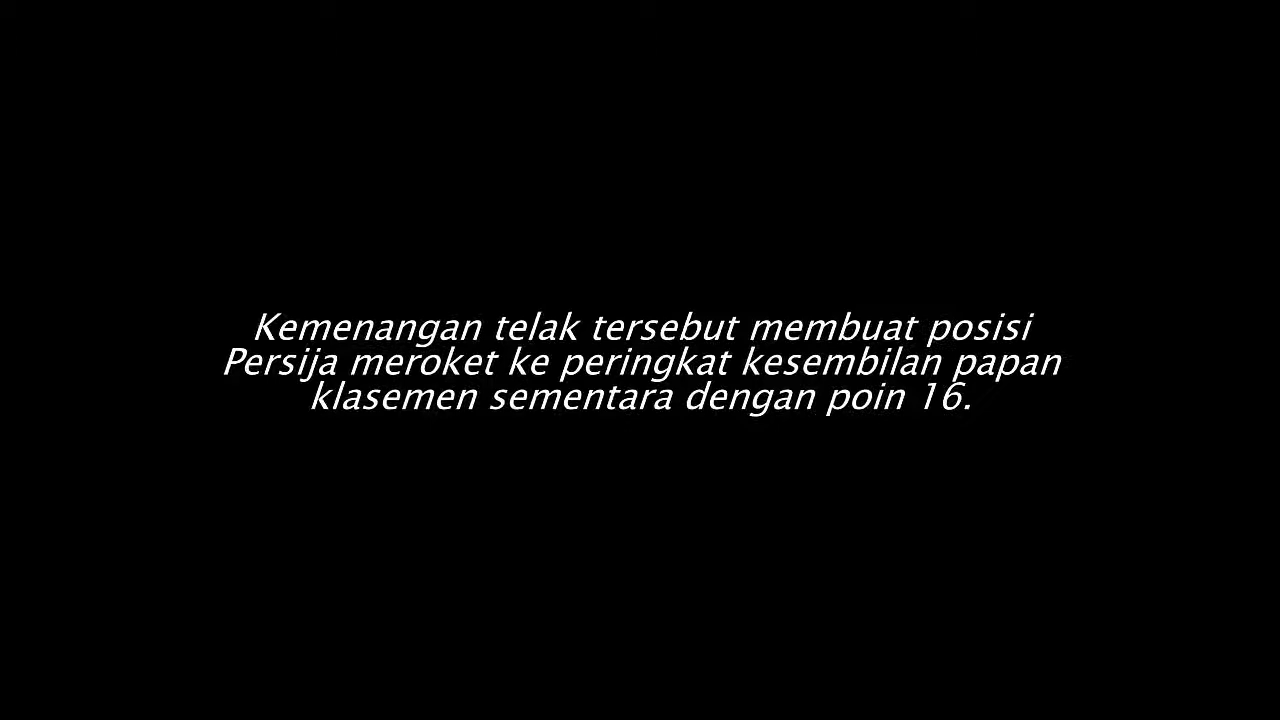 Kemenangan telak tersebut membuat posisi
Persija meroket ke peringkat kesembilan papan
klasemen sementara dengan poin 16.